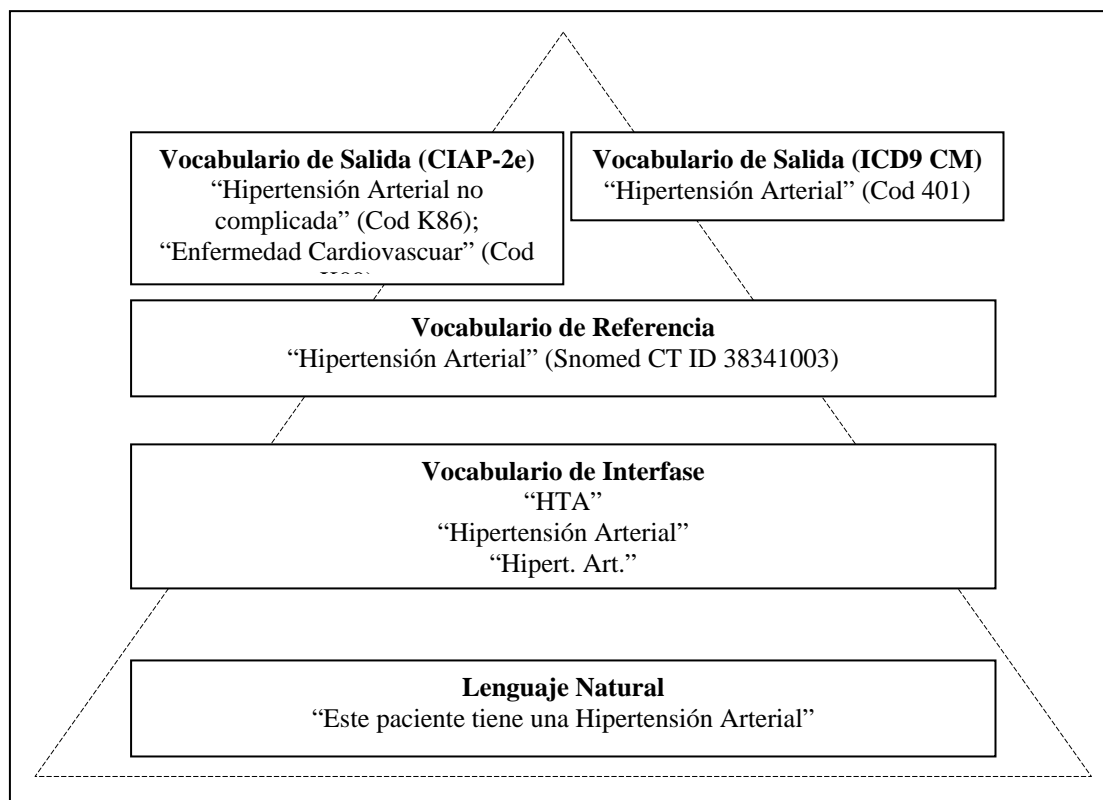 Vocabulario de Salida (CIAP-2e)
“Hipertensión Arterial no
complicada” (Cod K86);
“Enfermedad Cardiovascuar” (Cod
Vocabulario de Salida (ICD9 CM)
“Hipertensión Arterial” (Cod 401)
Vocabulario de Referencia
“Hipertensión Arterial” (Snomed CT ID 38341003)
Vocabulario de Interfase
“HTA”
“Hipertensión Arterial”
“Hipert. Art.”
Lenguaje Natural
“Este paciente tiene una Hipertensión Arterial”